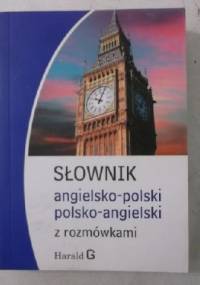 SŁOWNIK
angielsko-polski
polsko-angielski
z rozmówkami
Harald G